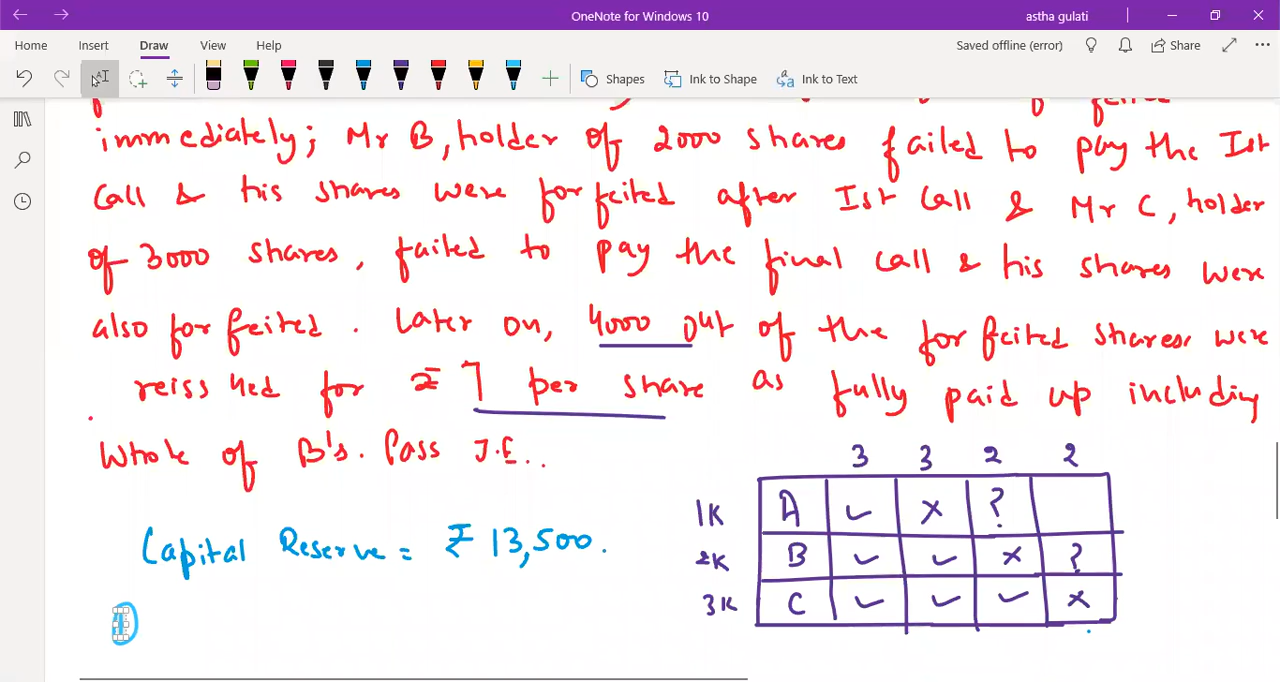 OneNote for Windows 10
astha gulati
Home Insert Draw View Help
Saved offline (error) Share
Shapes Ink to Shape Ink to Text
feited
immediately; Mr B, holder of 2000 shares failed to pay the Ist
Call & his shares were forfeited after Ist Call & Mr C, holder
of 3000 shares, failed to pay the final call & his shares were
also forfeited. Later on, 4000 out of the forfeited shares were
reissued for ₹ 7 per share as fully paid up including
Whole of B's. Pass J.E..
3 3 2 2
1K A ✓ × ?
2K B ✓ ✓ × ?
3K C ✓ ✓ ✓ ×
Capital Reserve = ₹ 13,500.